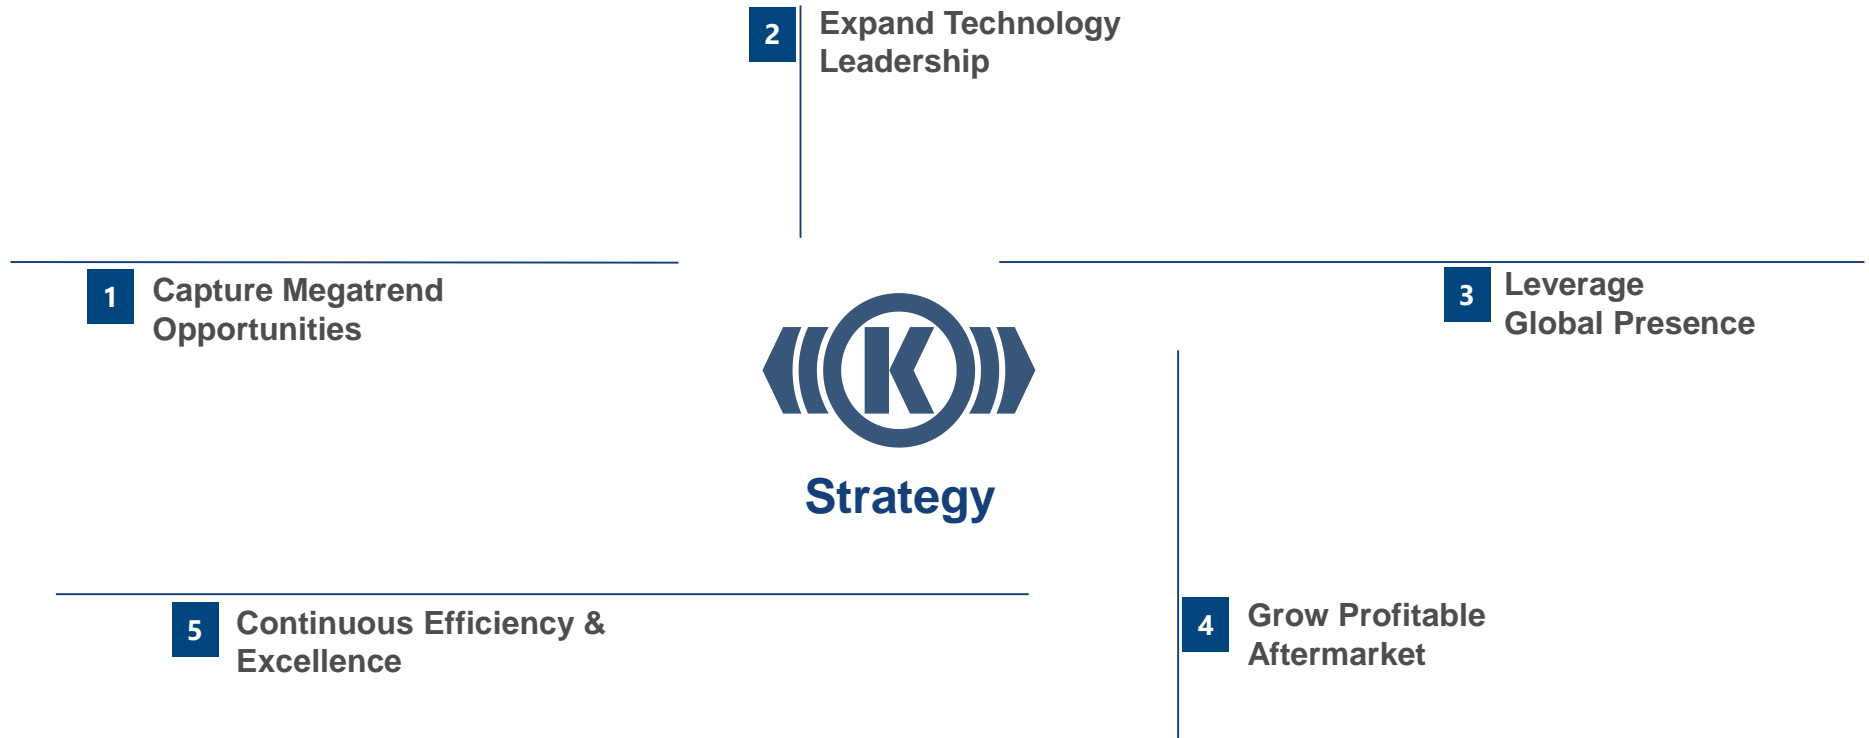 2
Expand Technology
Leadership
1
Capture Megatrend
Opportunities
3
Leverage
Global Presence
K
Strategy
5
Continuous Efficiency &
Excellence
4
Grow Profitable
Aftermarket